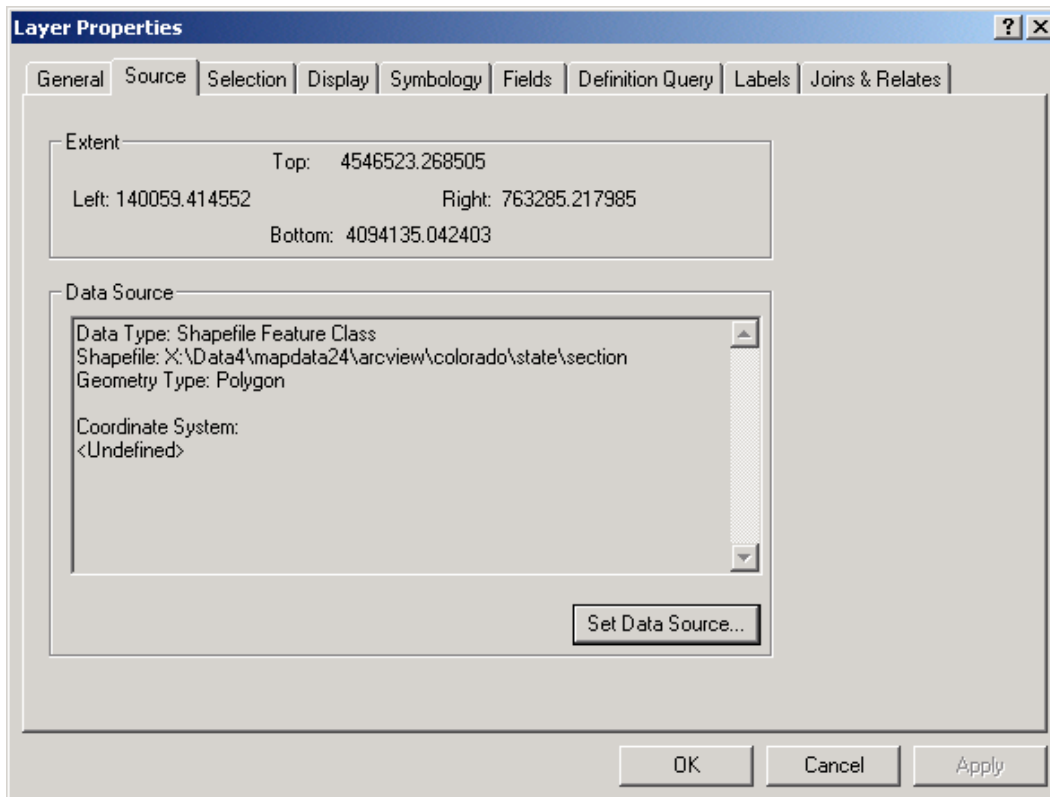 Layer Properties
? X
General Source Selection Display Symbology Fields Definition Query Labels Joins & Relates
Extent
Top: 4546523.268505
Left: 140059.414552 Right: 763285.217985
Bottom: 4094135.042403
Data Source
Data Type: Shapefile Feature Class
Shapefile: X:\Data4\mapdata24\arcview\colorado\state\section
Geometry Type: Polygon
Coordinate System:
<Undefined>
Set Data Source...
OK Cancel Apply